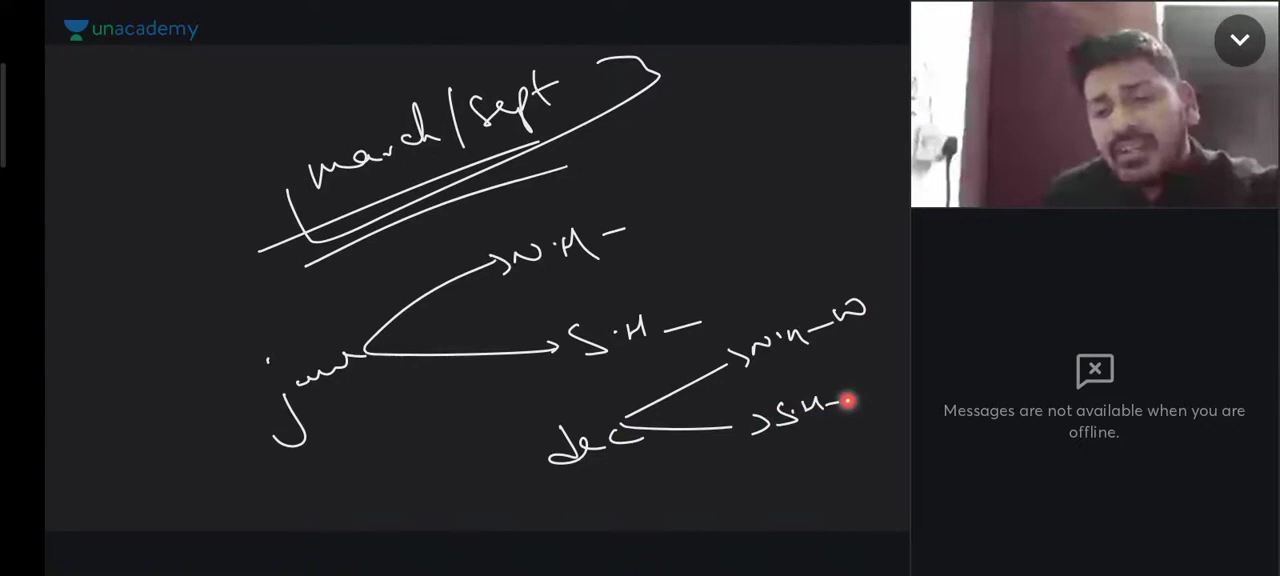 unacademy
march/sept
N.H -
S.H -
june
N.H - W
S.H -
dec
Messages are not available when you are
offline.